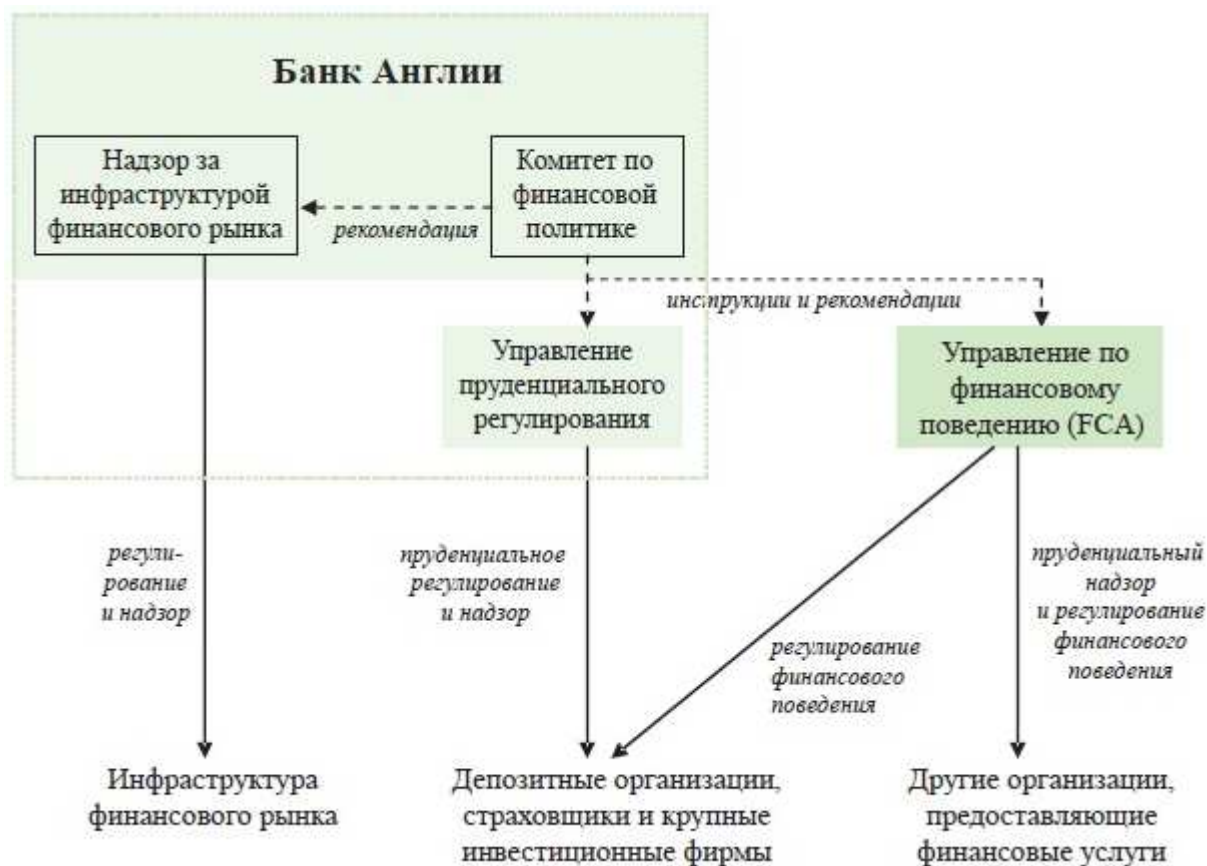 Банк Англии
Надзор за
инфраструктурой
финансового рынка
рекомендация
Комитет по
финансовой
политике
инструкции и рекомендации
Управление
пруденциального
регулирования
Управление по
финансовому
поведению (FCA)
регули-
рование
и надзор
пруденциальное
регулирование
и надзор
регулирование
финансового
поведения
пруденциальный
надзор
и регулирование
финансового
поведения
Инфраструктура
финансового рынка
Депозитные организации,
страховщики и крупные
инвестиционные фирмы
Другие организации,
предоставляющие
финансовые услуги